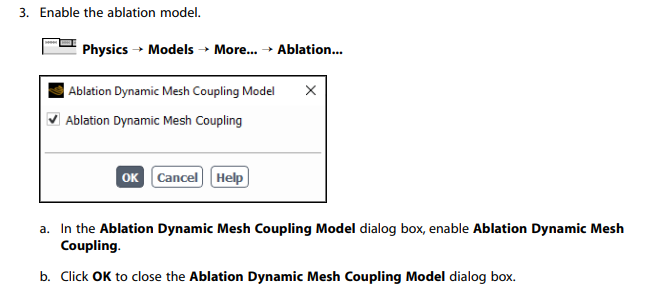 3. Enable the ablation model.
Physics → Models → More... → Ablation...
Ablation Dynamic Mesh Coupling Model
Ablation Dynamic Mesh Coupling
OK Cancel Help
a. In the Ablation Dynamic Mesh Coupling Model dialog box, enable Ablation Dynamic Mesh
Coupling.
b. Click OK to close the Ablation Dynamic Mesh Coupling Model dialog box.